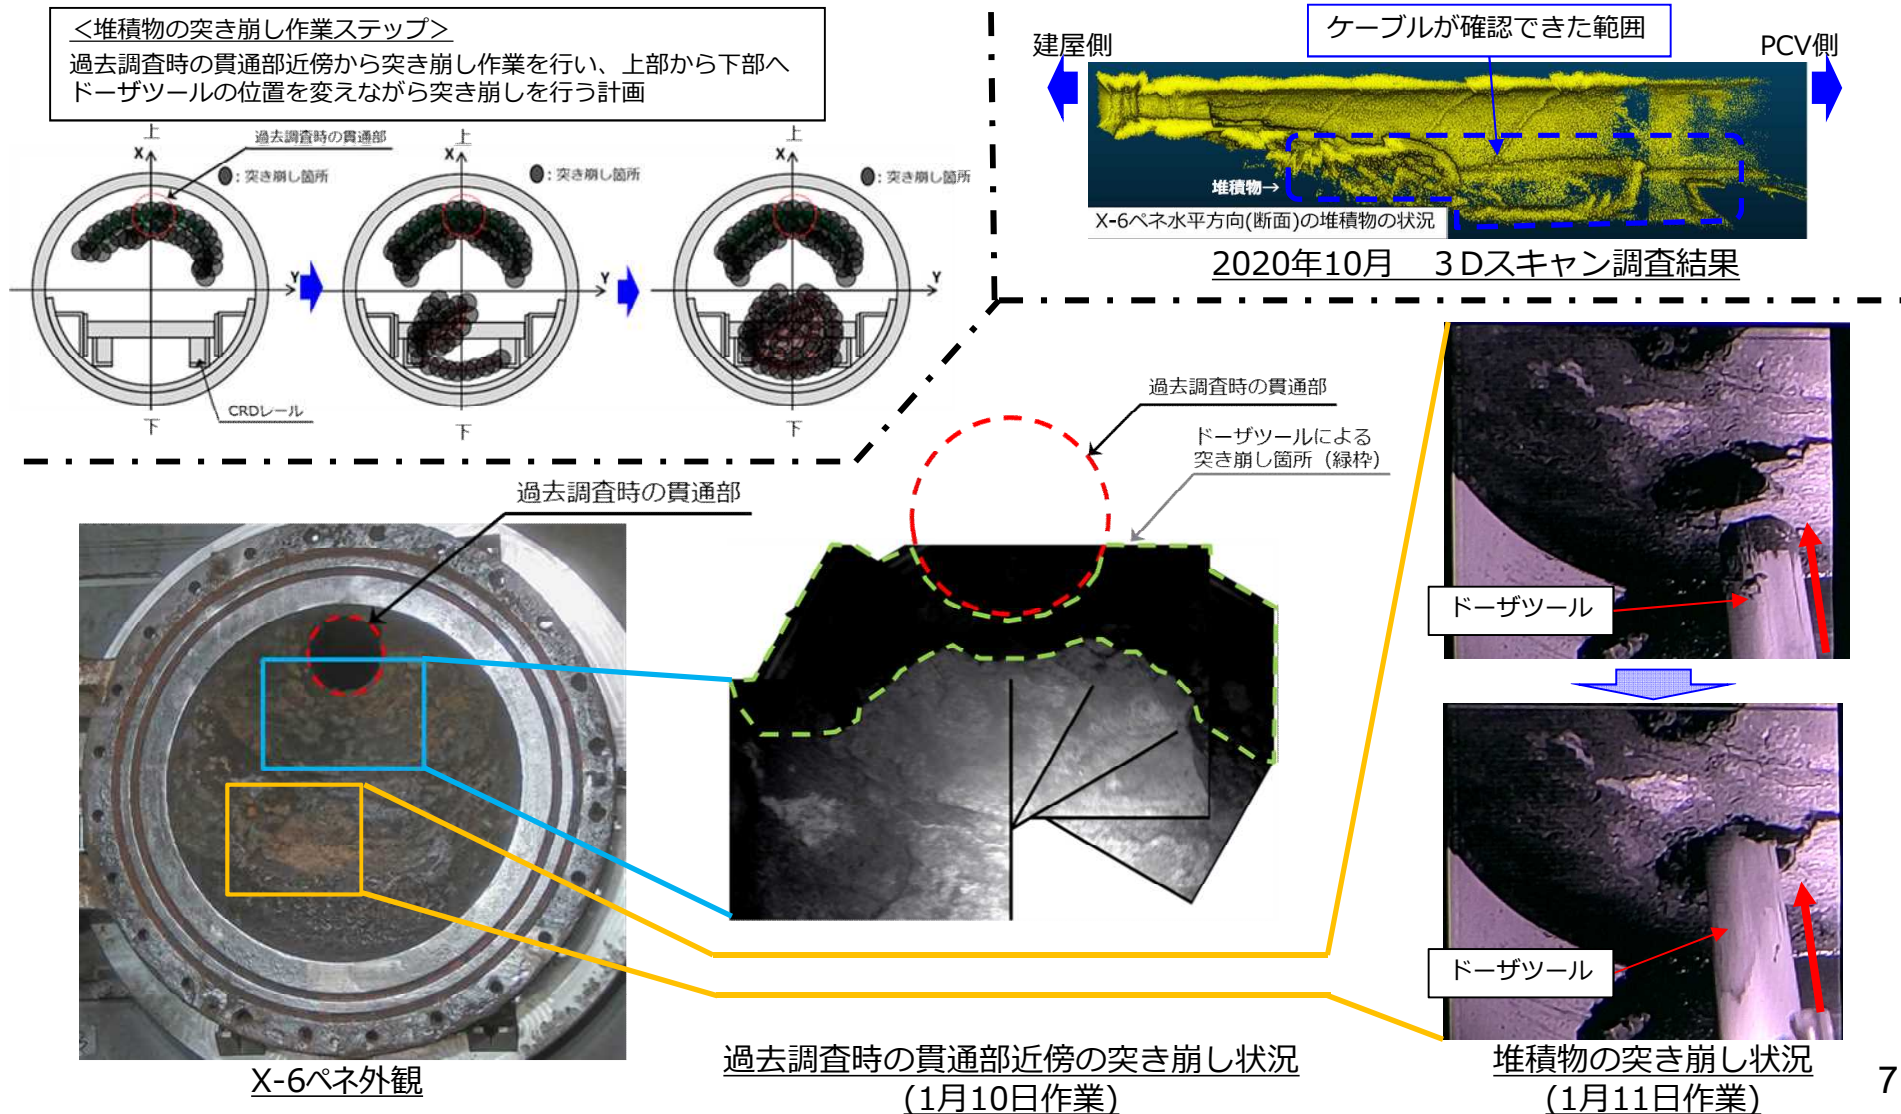 <堆積物の突き崩し作業ステップ>
過去調査時の貫通部近傍から突き崩し作業を行い、上部から下部へ
ドーザツールの位置を変えながら突き崩しを行う計画
上
過去調査時の貫通部
X
:突き崩し箇所
Y
CRDレール
下
上
X
:突き崩し箇所
Y
下
上
X
:突き崩し箇所
Y
下
ケーブルが確認できた範囲
建屋側
PCV側
堆積物→
X-6ペネ水平方向(断面)の堆積物の状況
2020年10月 3Dスキャン調査結果
過去調査時の貫通部
ドーザツールによる
突き崩し箇所(緑枠)
過去調査時の貫通部
ドーザツール
ドーザツール
X-6ペネ外観
過去調査時の貫通部近傍の突き崩し状況
(1月10日作業)
堆積物の突き崩し状況
(1月11日作業)
7